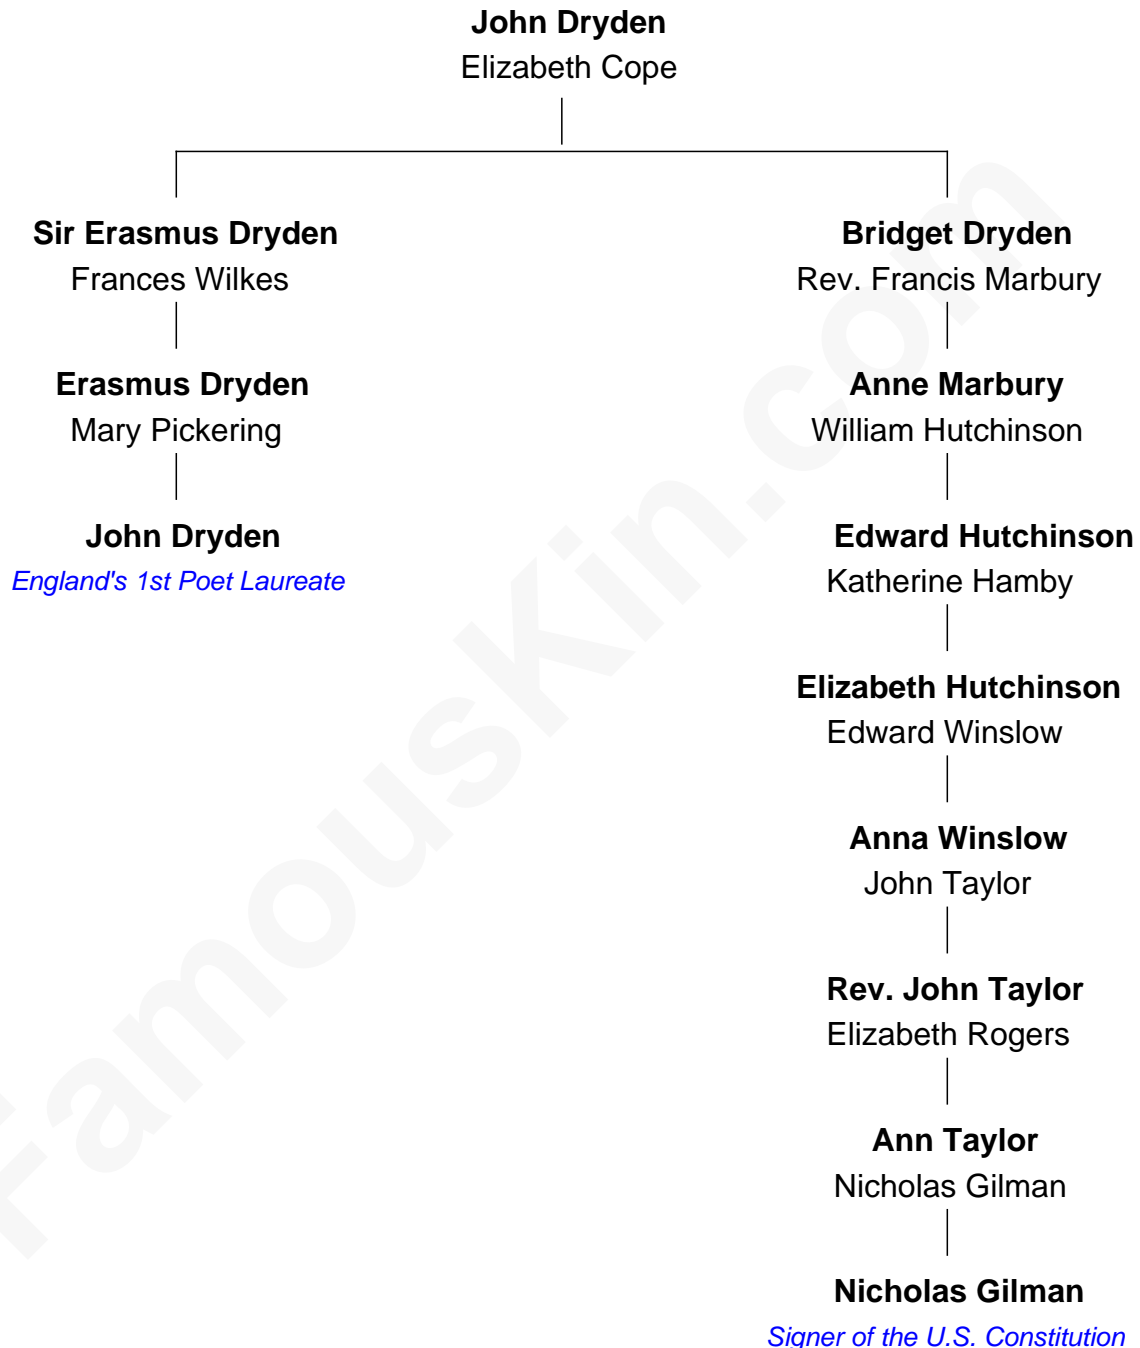 John Dryden
Elizabeth Cope
Sir Erasmus Dryden
Frances Wilkes
Erasmus Dryden
Mary Pickering
John Dryden
England's 1st Poet Laureate
Bridget Dryden
Rev. Francis Marbury
Anne Marbury
William Hutchinson
Edward Hutchinson
Katherine Hamby
Elizabeth Hutchinson
Edward Winslow
Anna Winslow
John Taylor
Rev. John Taylor
Elizabeth Rogers
Ann Taylor
Nicholas Gilman
Nicholas Gilman
Signer of the U.S. Constitution
FamousKin.com